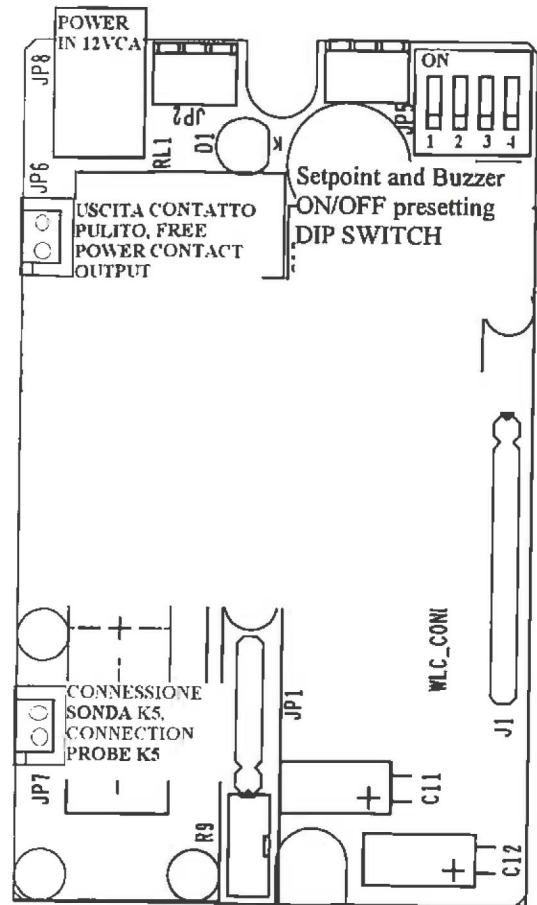 POWER
IN 12VCA
JP8
JP2
JP5
ON
1 2 3 4
D1
K
RL1
JP6
USCITA CONTATTO
PULITO, FREE
POWER CONTACT
OUTPUT
Setpoint and Buzzer
ON/OFF presetting
DIP SWITCH
WLC_CONI
J1
CONNESSIONE
SONDA K5,
CONNECTION
PROBE K5
JP7
JP1
R9
C11
C12